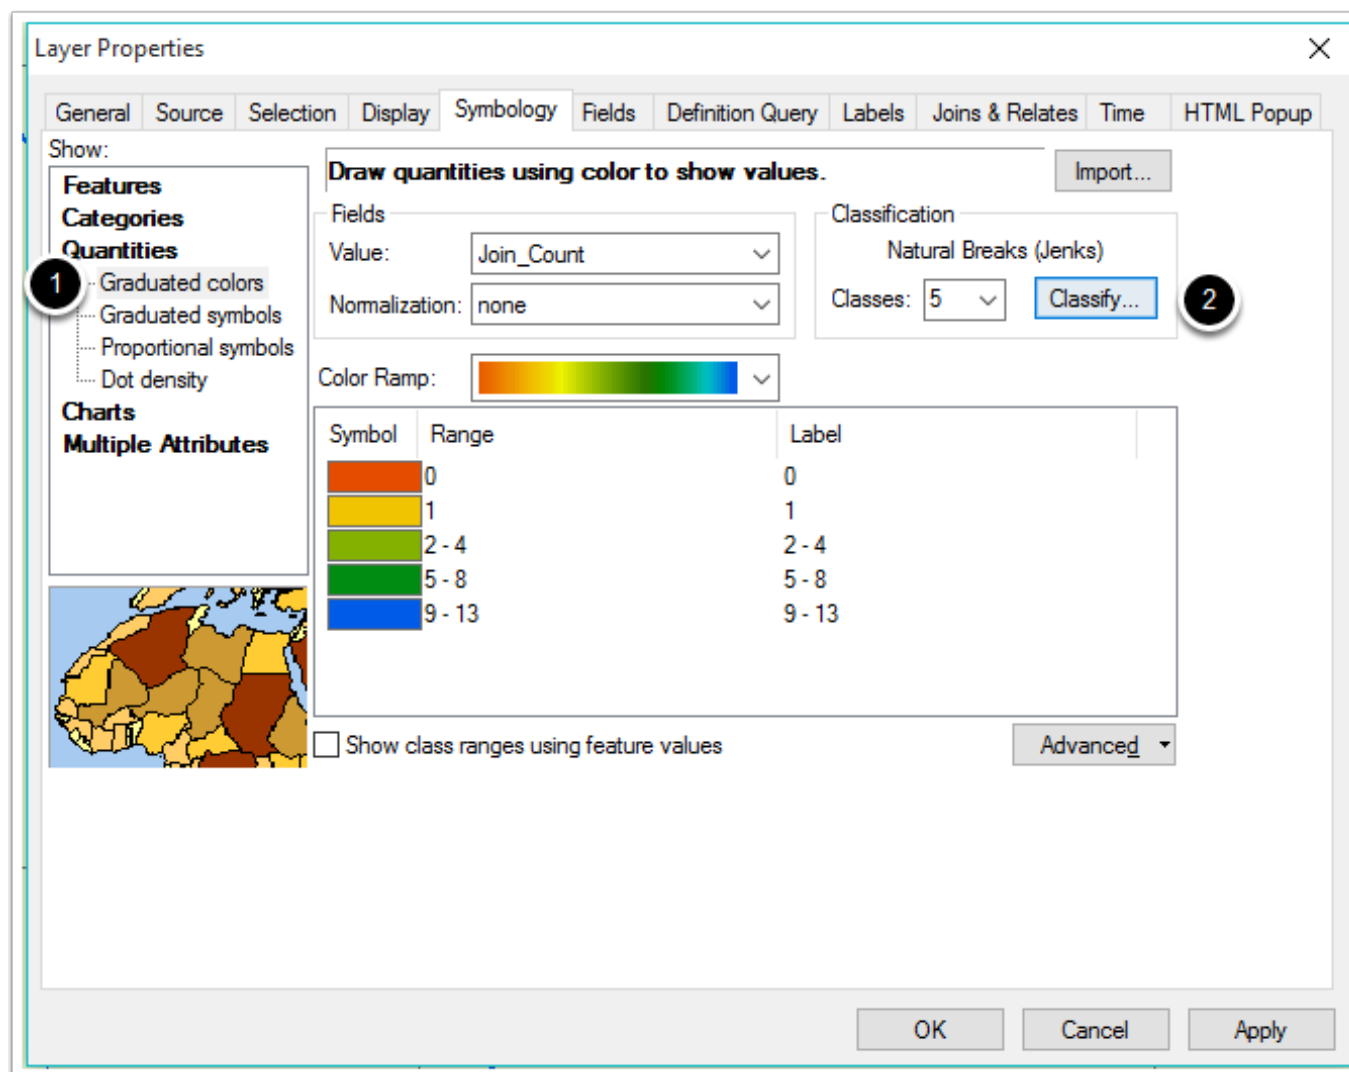 Layer Properties
General Source Selection Display Symbology Fields Definition Query Labels Joins & Relates Time HTML Popup
Show:
Features
Categories
Quantities
Graduated colors
Graduated symbols
Proportional symbols
Dot density
Charts
Multiple Attributes
1
Draw quantities using color to show values.
Import...
Fields
Value: Join_Count
Normalization: none
Classification
Natural Breaks (Jenks)
Classes: 5 Classify...
2
Color Ramp:
Symbol Range Label
0 0
1 1
2 - 4 2 - 4
5 - 8 5 - 8
9 - 13 9 - 13
Show class ranges using feature values
Advanced
OK Cancel Apply